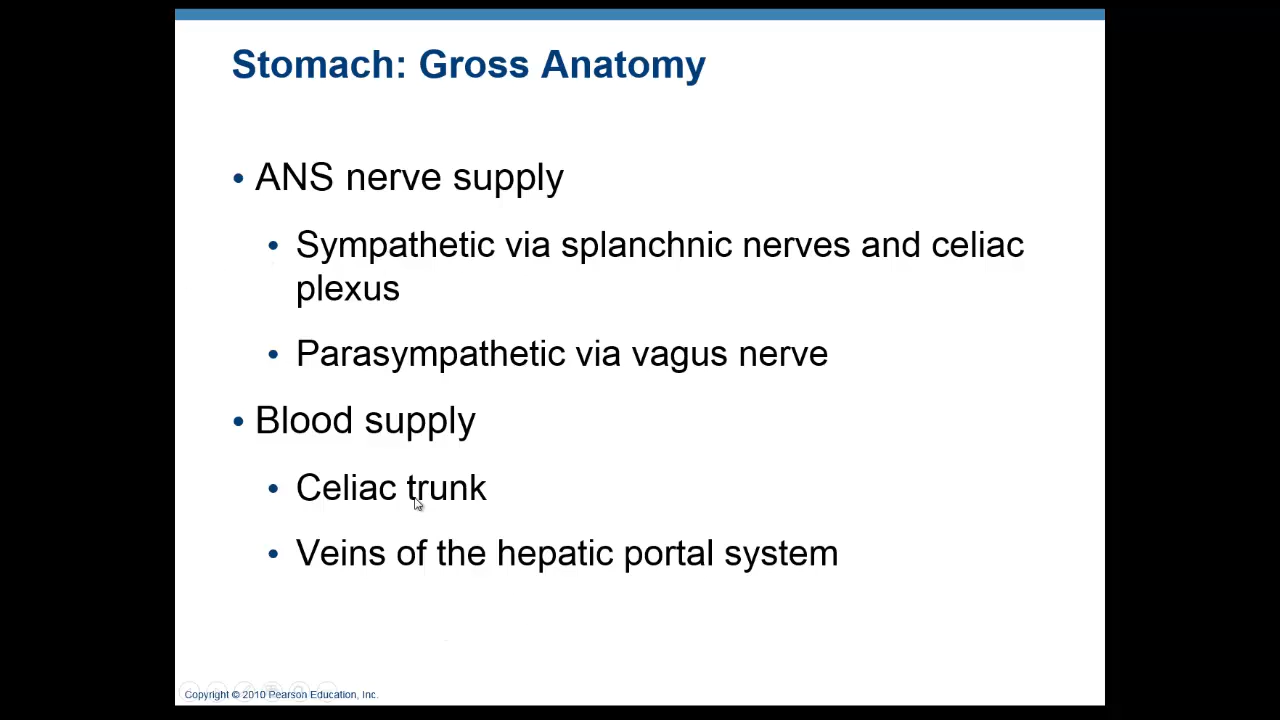 Stomach: Gross Anatomy
• ANS nerve supply
• Sympathetic via splanchnic nerves and celiac
plexus
• Parasympathetic via vagus nerve
• Blood supply
• Celiac trunk
• Veins of the hepatic portal system
Copyright © 2010 Pearson Education, Inc.